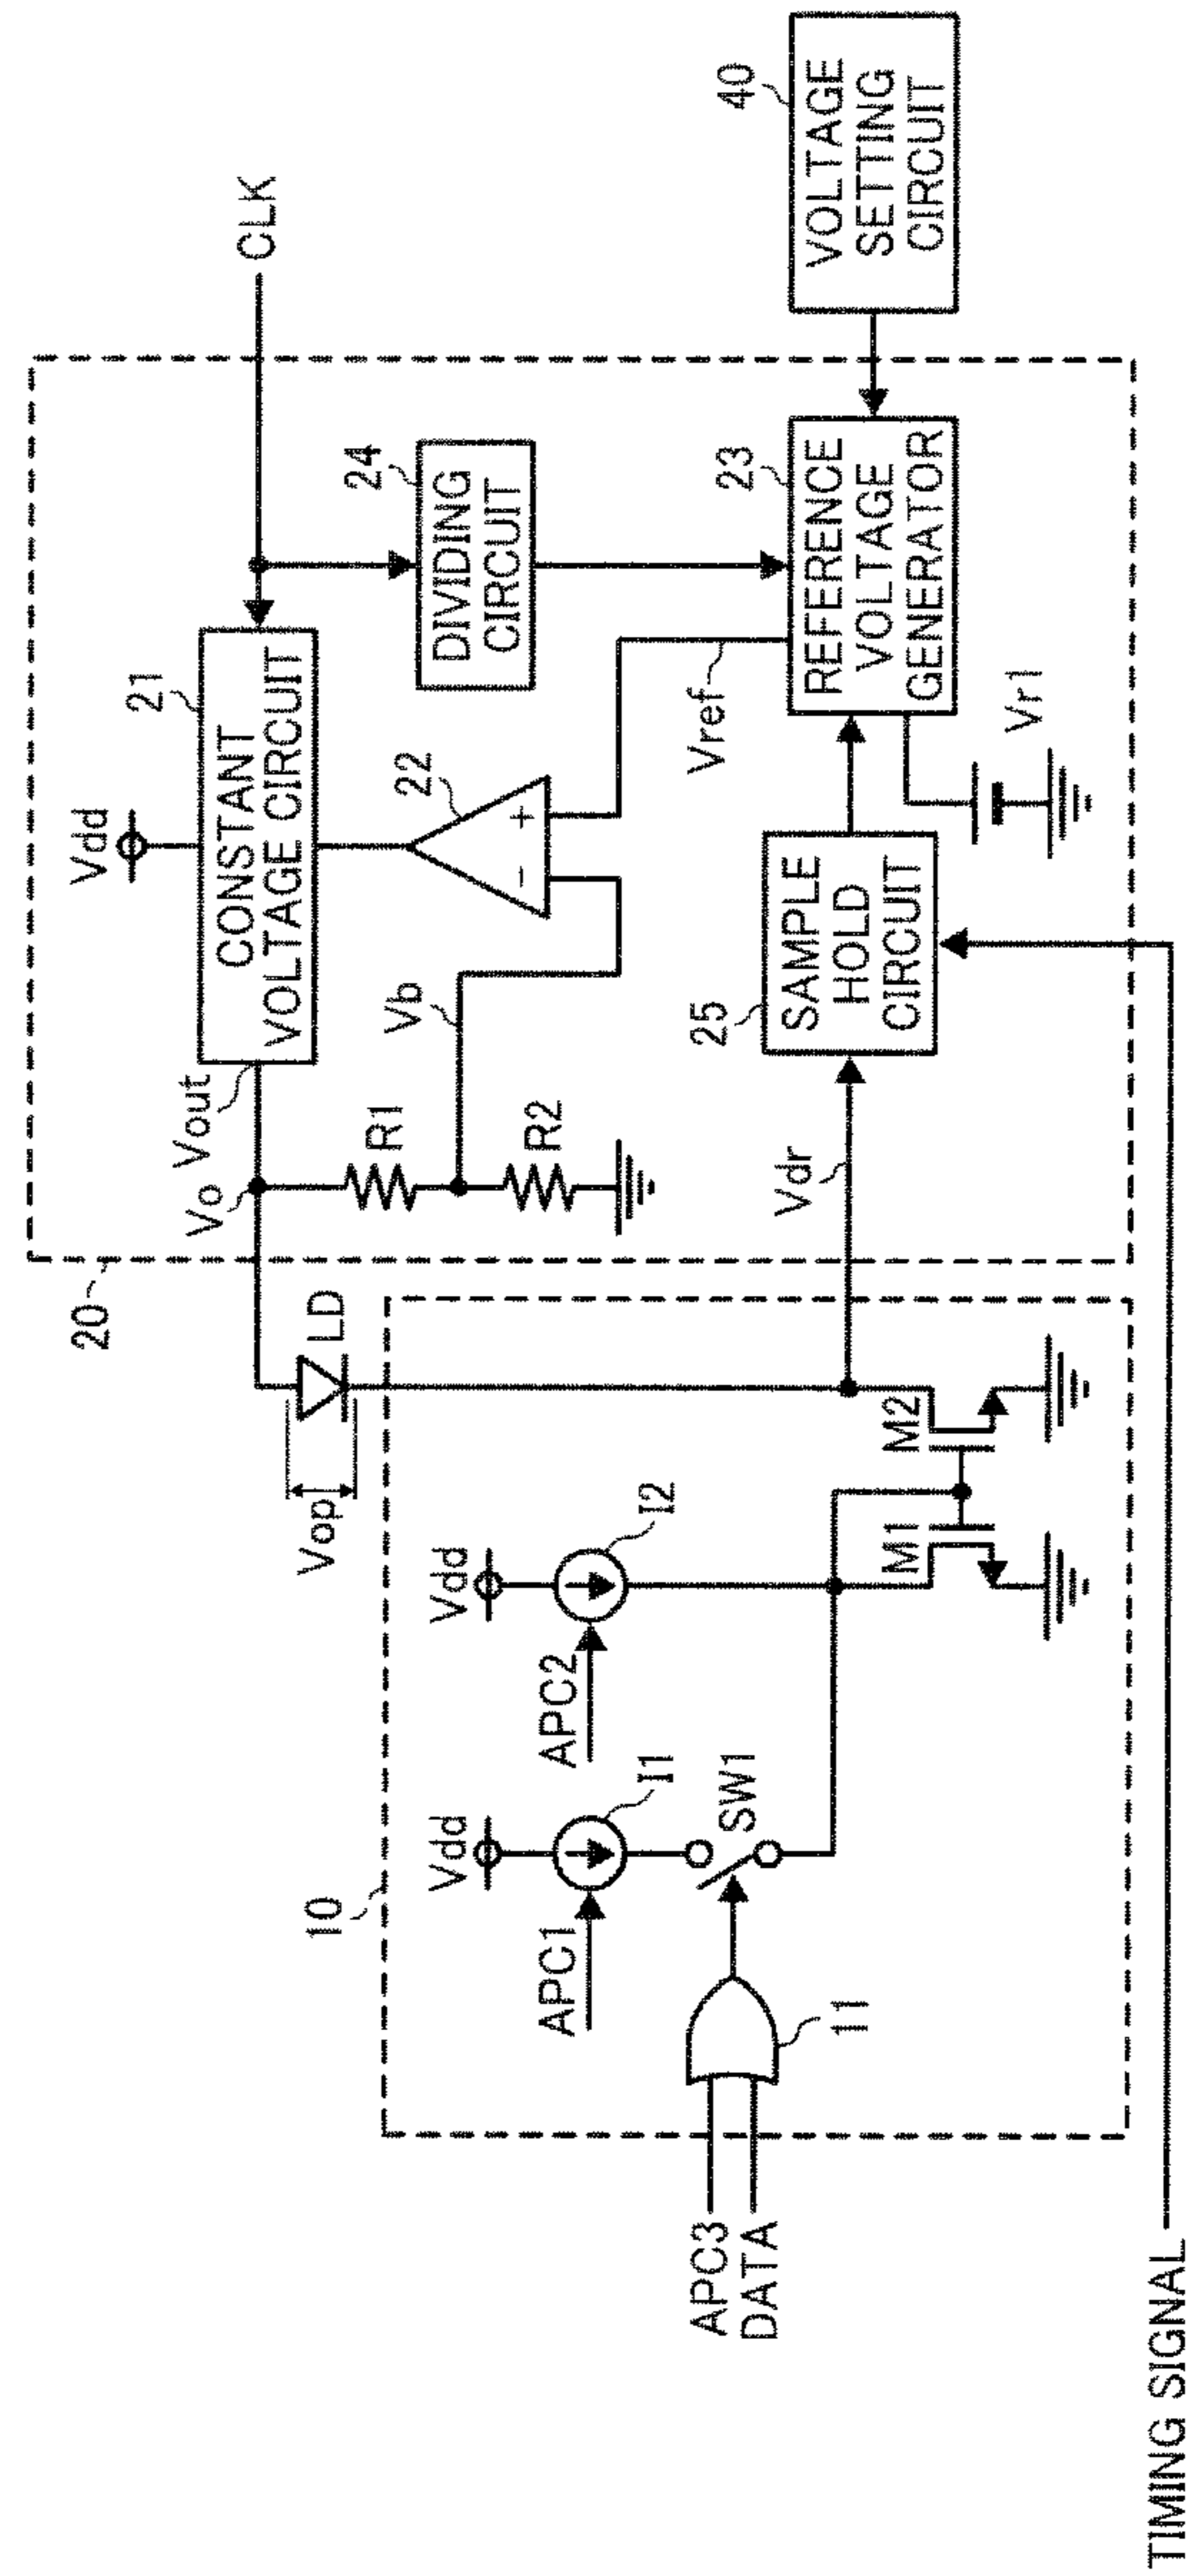 20
Vo
Vout
Vdd
21
CONSTANT
VOLTAGE CIRCUIT
CLK
Vop
LD
R1
Vb
22
24
DIVIDING
CIRCUIT
R2
−
+
10
Vdd
I1
Vdd
I2
APC1
APC2
Vref
23
40
APC3
DATA
11
SW1
M1
M2
Vdr
25
SAMPLE
HOLD
CIRCUIT
Vr1
REFERENCE
VOLTAGE
GENERATOR
VOLTAGE
SETTING
CIRCUIT
TIMING SIGNAL